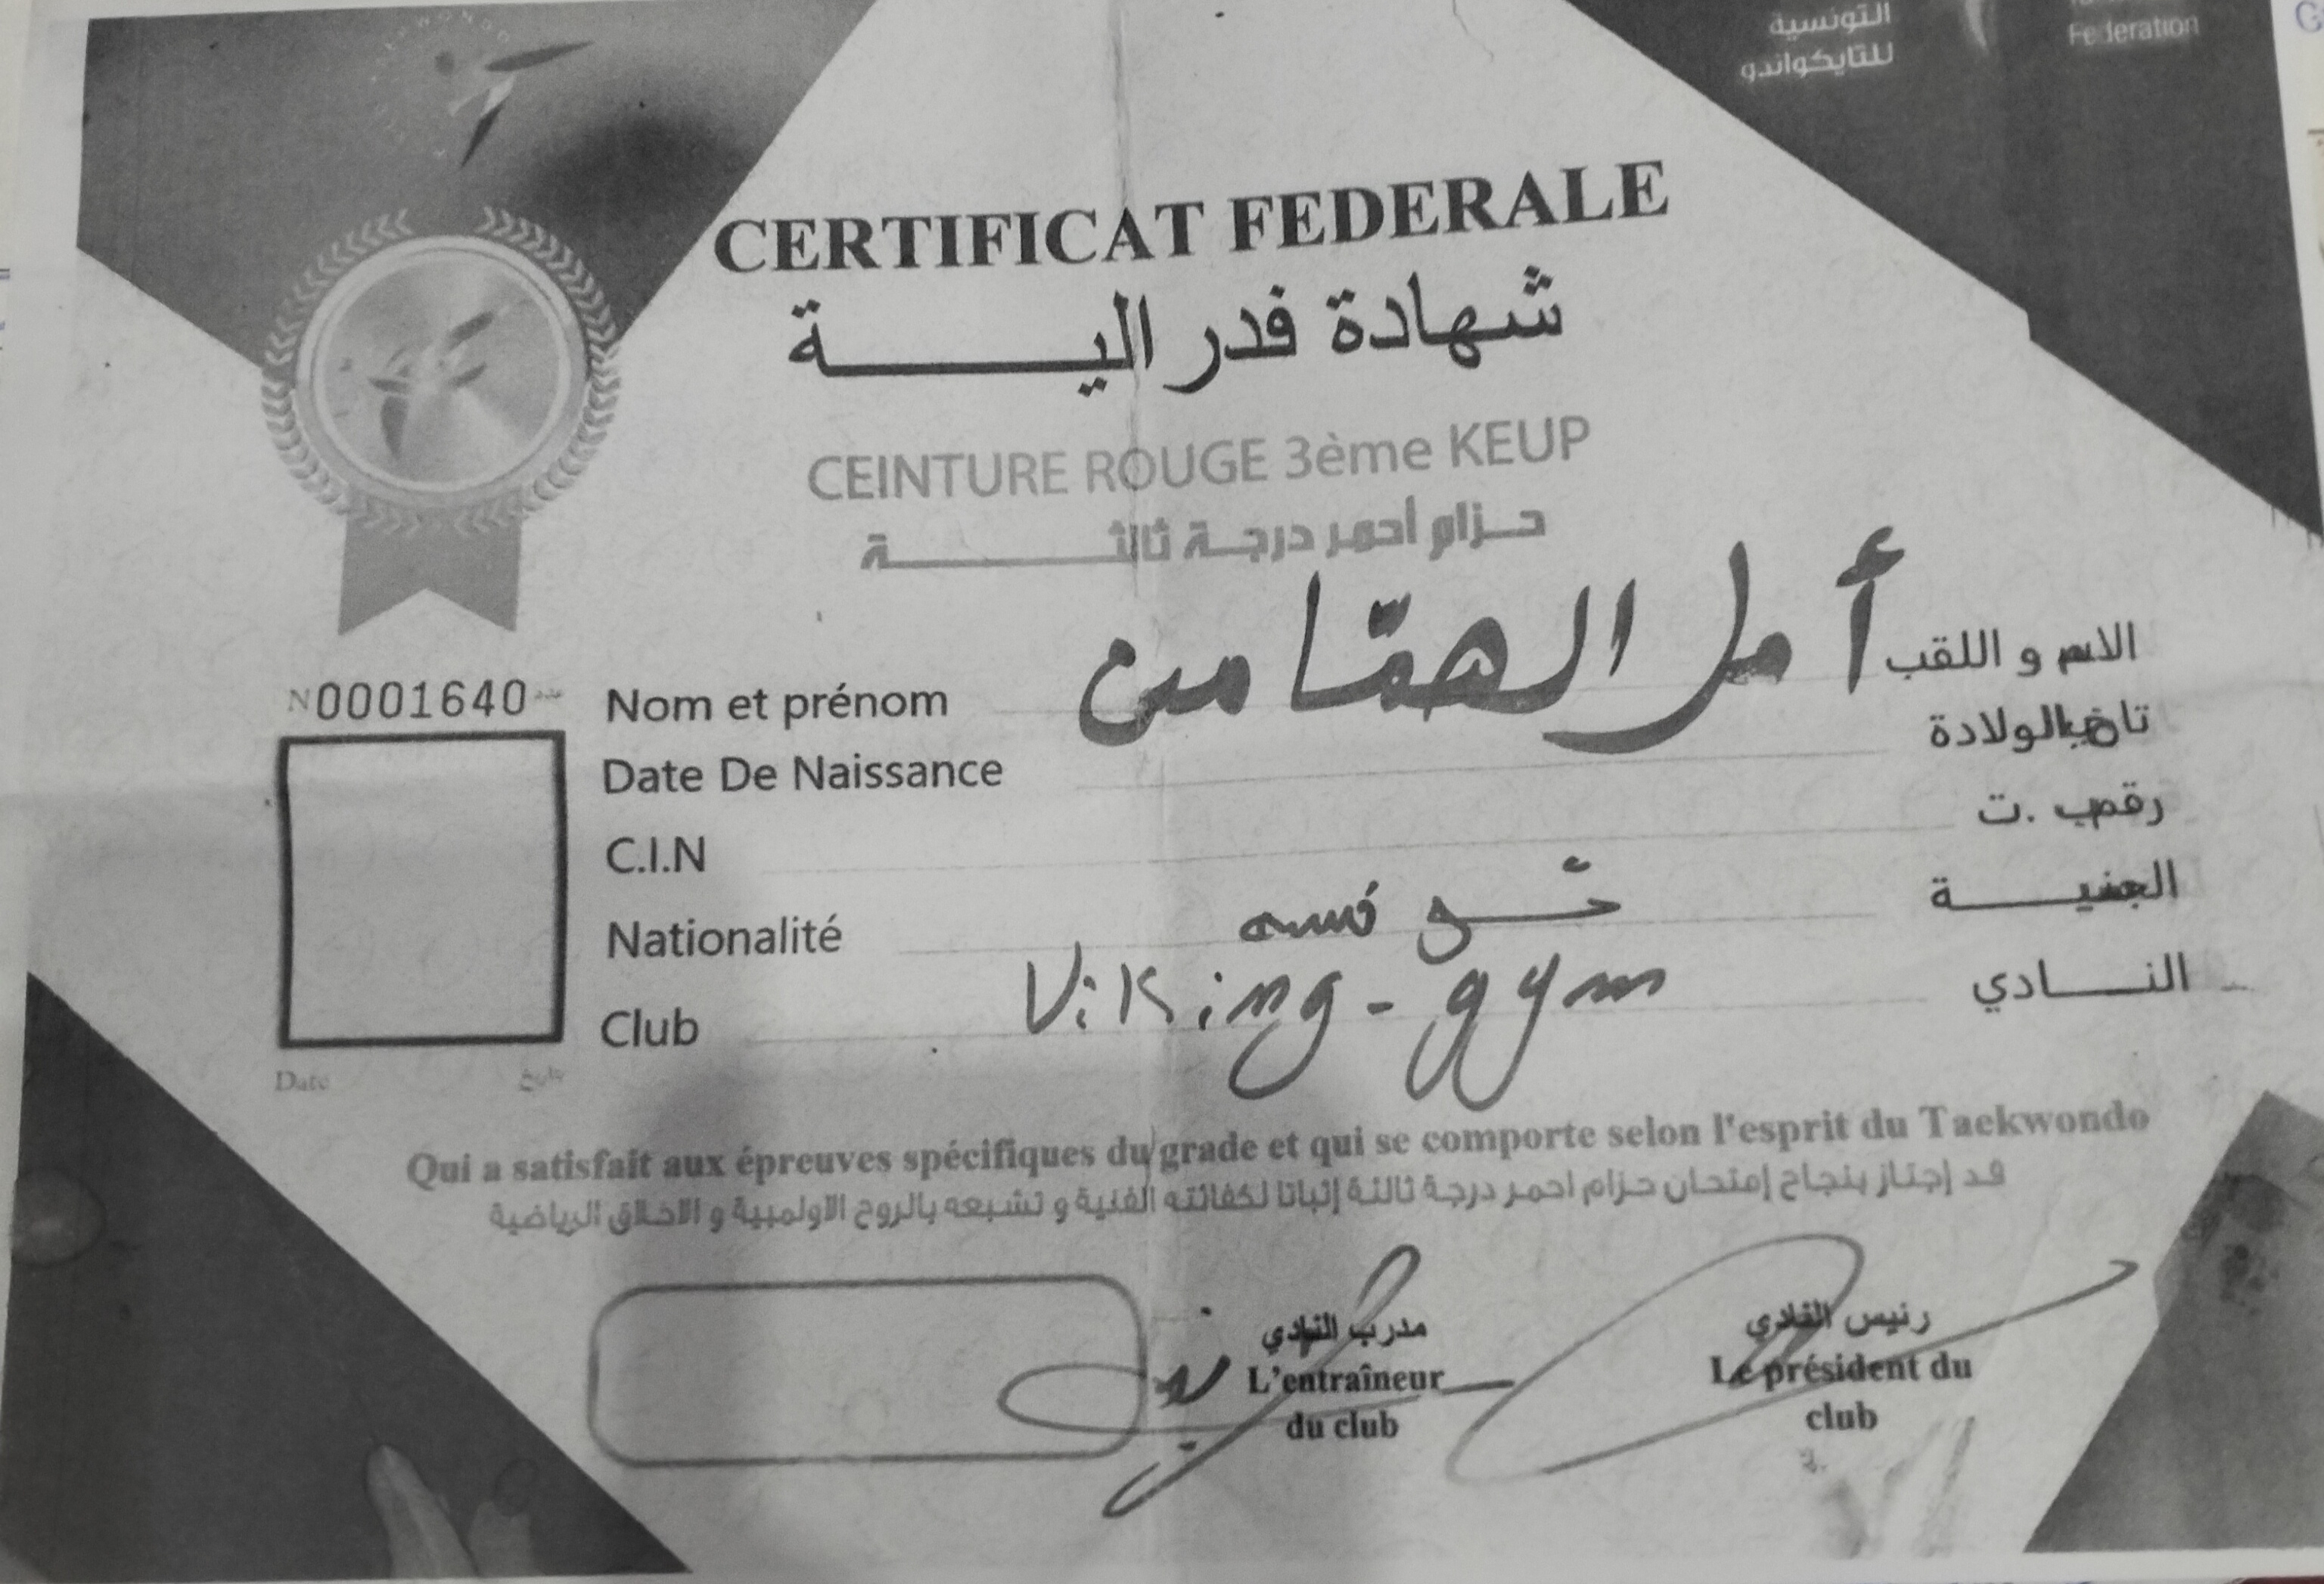 التونسية
للتايكواندو
Federation
CERTIFICAT FEDERALE
شهادة فدرالية
CEINTURE ROUGE 3ème KEUP
حزام أحمر درجة ثالثة
الاسم و اللقب أمل الهمّامي
N0001640
Nom et prénom
تاريخ الولادة
Date De Naissance
رقم ب.ت
C.I.N
الجنسية تونسية
Nationalité
النادي
Club Viking-gym
Date تاريخ
Qui a satisfait aux épreuves spécifiques du grade et qui se comporte selon l'esprit du Taekwondo
قد إجتاز بنجاح إمتحان حزام احمر درجة ثالثة إثباتا لكفائته الفنية و تشبعه بالروح الأولمبية و الاخلاق الرياضية
مدرب النادي
L'entraîneur
du club
رئيس النادي
Le président du
club